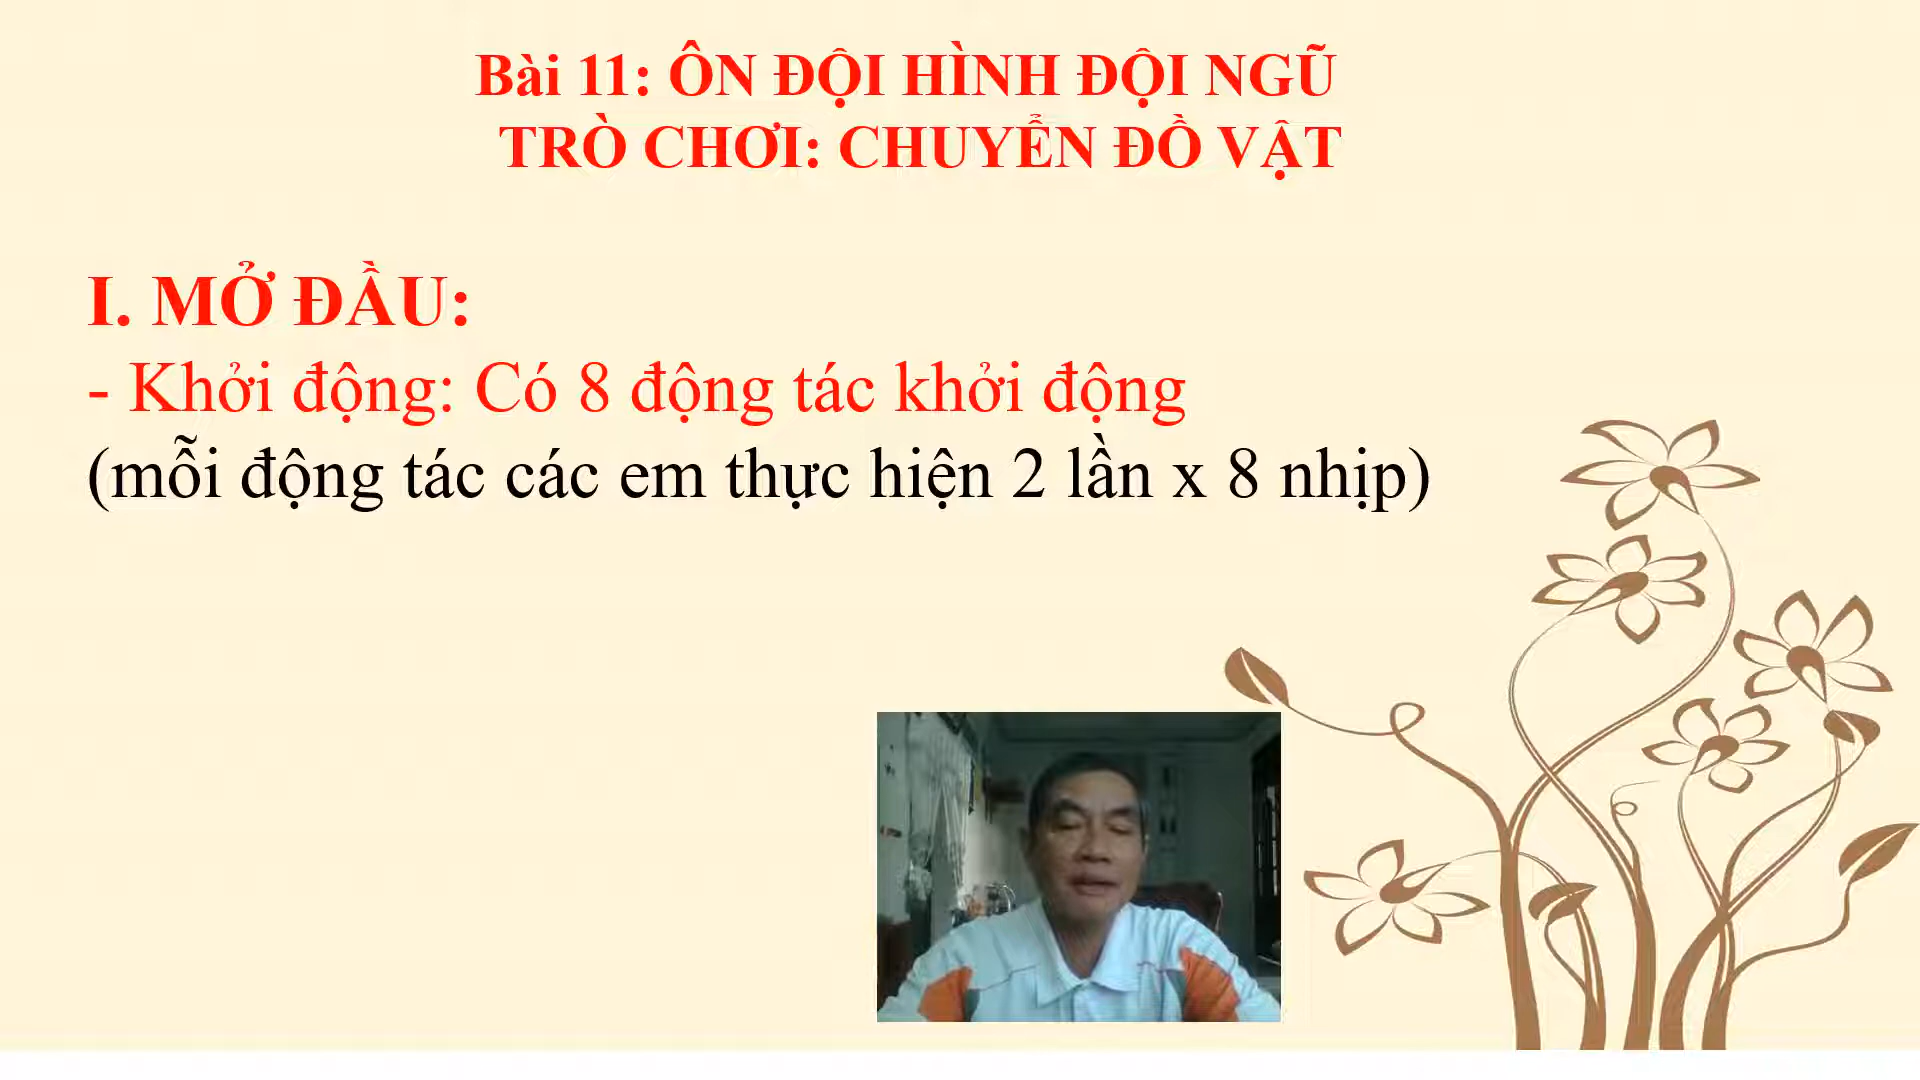 Bài 11: ÔN ĐỘI HÌNH ĐỘI NGŨ
TRÒ CHƠI: CHUYỂN ĐỒ VẬT
I. MỞ ĐẦU:
- Khởi động: Có 8 động tác khởi động
(mỗi động tác các em thực hiện 2 lần x 8 nhịp)